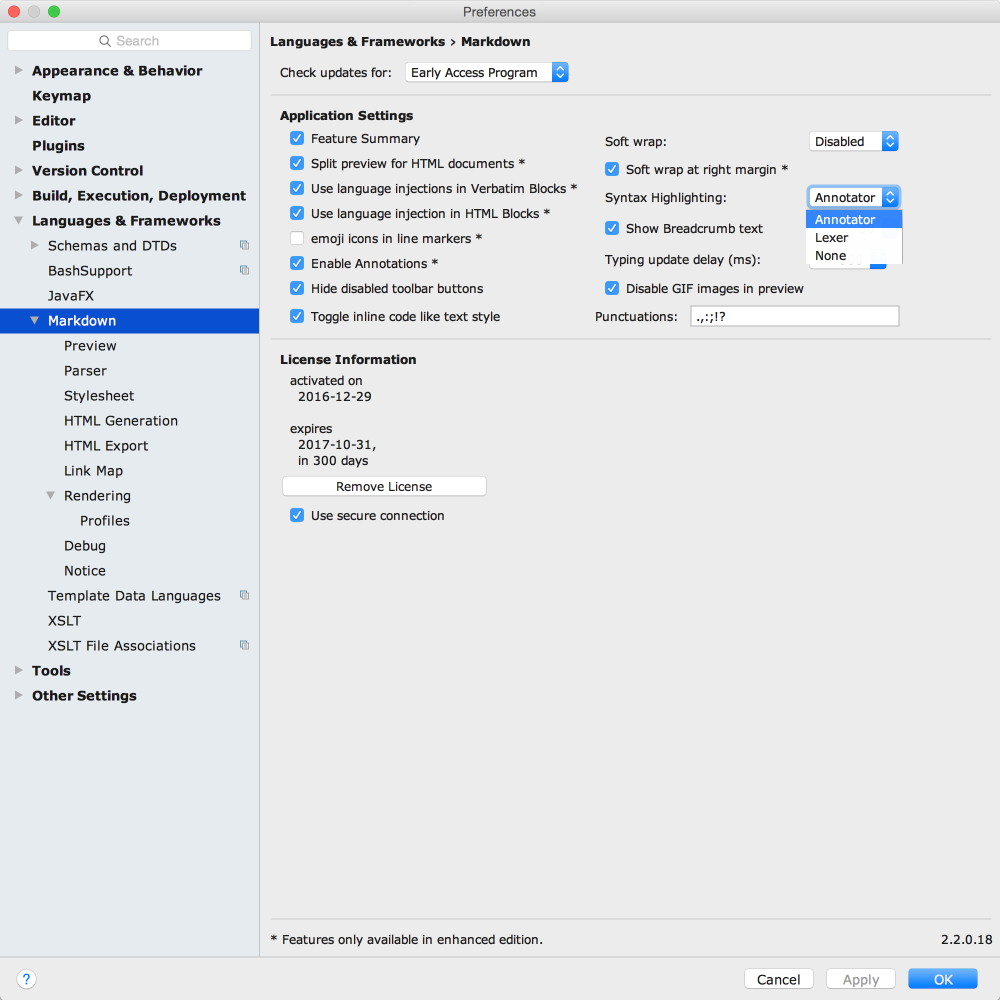 Preferences
Search
Appearance & Behavior
Keymap
Editor
Plugins
Version Control
Build, Execution, Deployment
Languages & Frameworks
Schemas and DTDs
BashSupport
JavaFX
Markdown
Preview
Parser
Stylesheet
HTML Generation
HTML Export
Link Map
Rendering
Profiles
Debug
Notice
Template Data Languages
XSLT
XSLT File Associations
Tools
Other Settings
Languages & Frameworks › Markdown
Check updates for: Early Access Program
Application Settings
Feature Summary
Split preview for HTML documents *
Use language injections in Verbatim Blocks *
Use language injection in HTML Blocks *
emoji icons in line markers *
Enable Annotations *
Hide disabled toolbar buttons
Toggle inline code like text style
Soft wrap: Disabled
Soft wrap at right margin *
Syntax Highlighting: Annotator
Annotator
Lexer
None
Show Breadcrumb text
Typing update delay (ms):
Disable GIF images in preview
Punctuations: .,:;!?
License Information
activated on
2016-12-29
expires
2017-10-31,
in 300 days
Remove License
Use secure connection
* Features only available in enhanced edition.
2.2.0.18
?
Cancel
Apply
OK